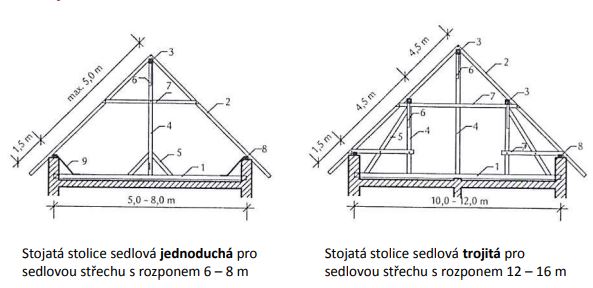 3
6
7
max. 5,0 m
2
4
1,5 m
5
9
1
8
5,0 – 8,0 m
3
4,5 m
6
2
4,5 m
3
7
6
6
1,5 m
5
4
4
4
8
7
1
10,0 – 12,0 m
Stojatá stolice sedlová jednoduchá pro
sedlovou střechu s rozponem 6 – 8 m
Stojatá stolice sedlová trojitá pro
sedlovou střechu s rozponem 12 – 16 m